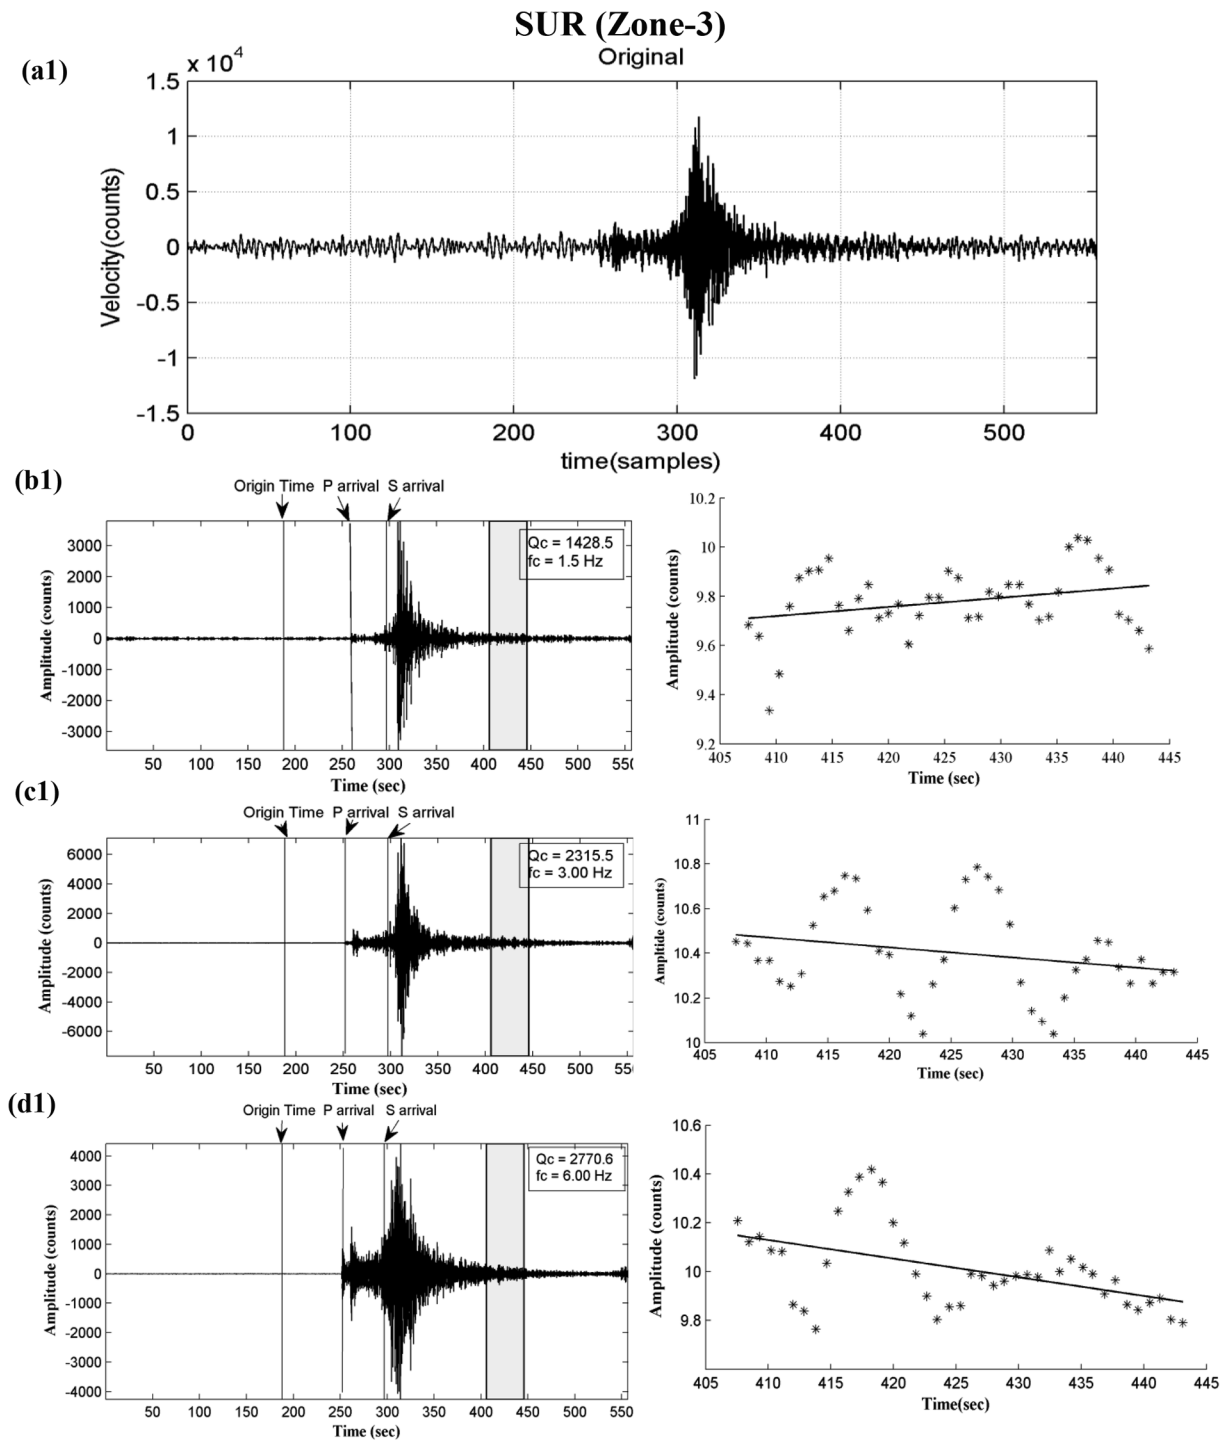 SUR (Zone-3)
Original
(a1)
x 10^4
1.5
1
0.5
0
-0.5
-1
-1.5
Velocity(counts)
0 100 200 300 400 500
time(samples)
(b1)
Origin Time P arrival S arrival
Qc = 1428.5
fc = 1.5 Hz
3000
2000
1000
0
-1000
-2000
-3000
Amplitude (counts)
50 100 150 200 250 300 350 400 450 500
Time (sec)
10.2
10
9.8
9.6
9.4
9.2
Amplitude (counts)
405 410 415 420 425 430 435 440 445
Time (sec)
(c1)
Origin Time P arrival S arrival
Qc = 2315.5
fc = 3.00 Hz
6000
4000
2000
0
-2000
-4000
-6000
Amplitude (counts)
50 100 150 200 250 300 350 400 450 500
Time (sec)
11
10.8
10.6
10.4
10.2
10
Ampltide (counts)
405 410 415 420 425 430 435 440 445
Time (sec)
(d1)
Origin Time P arrival S arrival
Qc = 2770.6
fc = 6.00 Hz
4000
3000
2000
1000
0
-1000
-2000
-3000
-4000
Amplitude (counts)
50 100 150 200 250 300 350 400 450 500 550
Time (sec)
10.6
10.4
10.2
10
9.8
Amplitude (counts)
405 410 415 420 425 430 435 440 445
Time(sec)